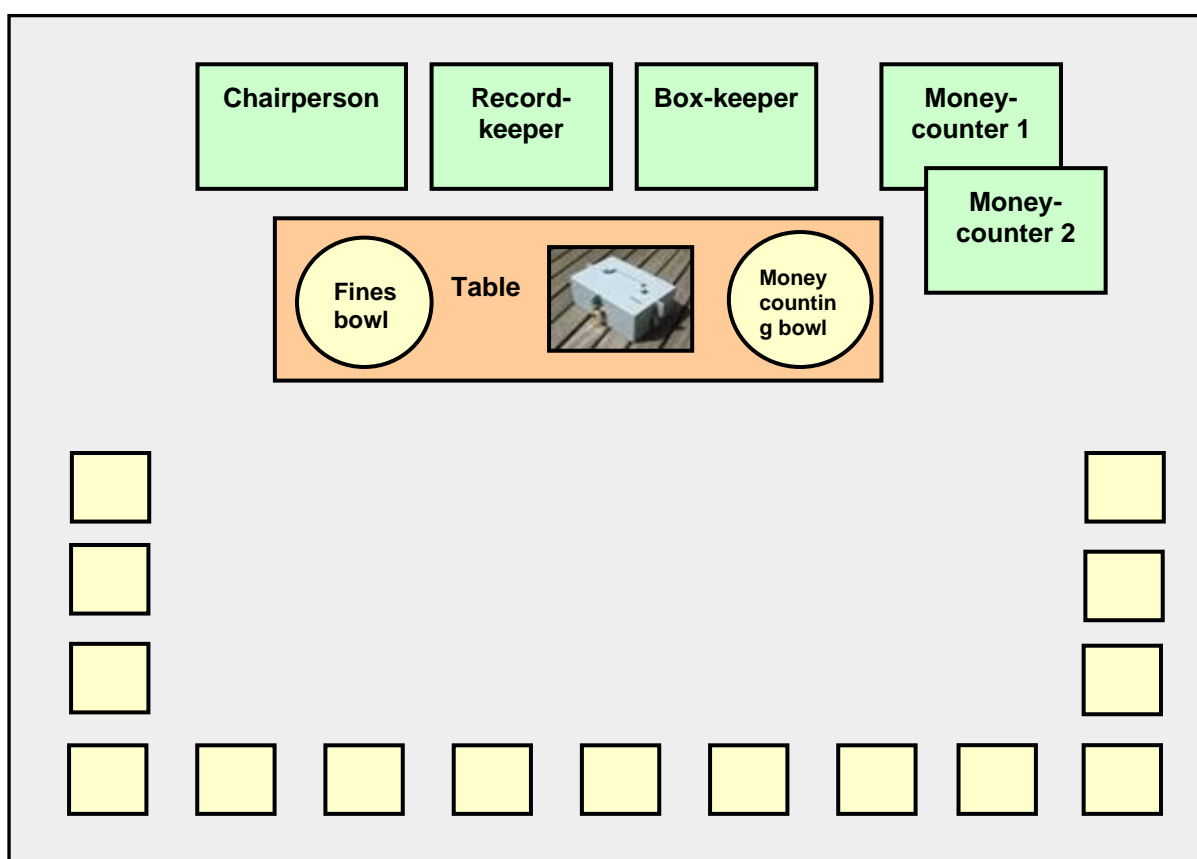 Chairperson
Record-
keeper
Box-keeper
Money-
counter 1
Money-
counter 2
Fines
bowl
Table
Money
countin
g bowl